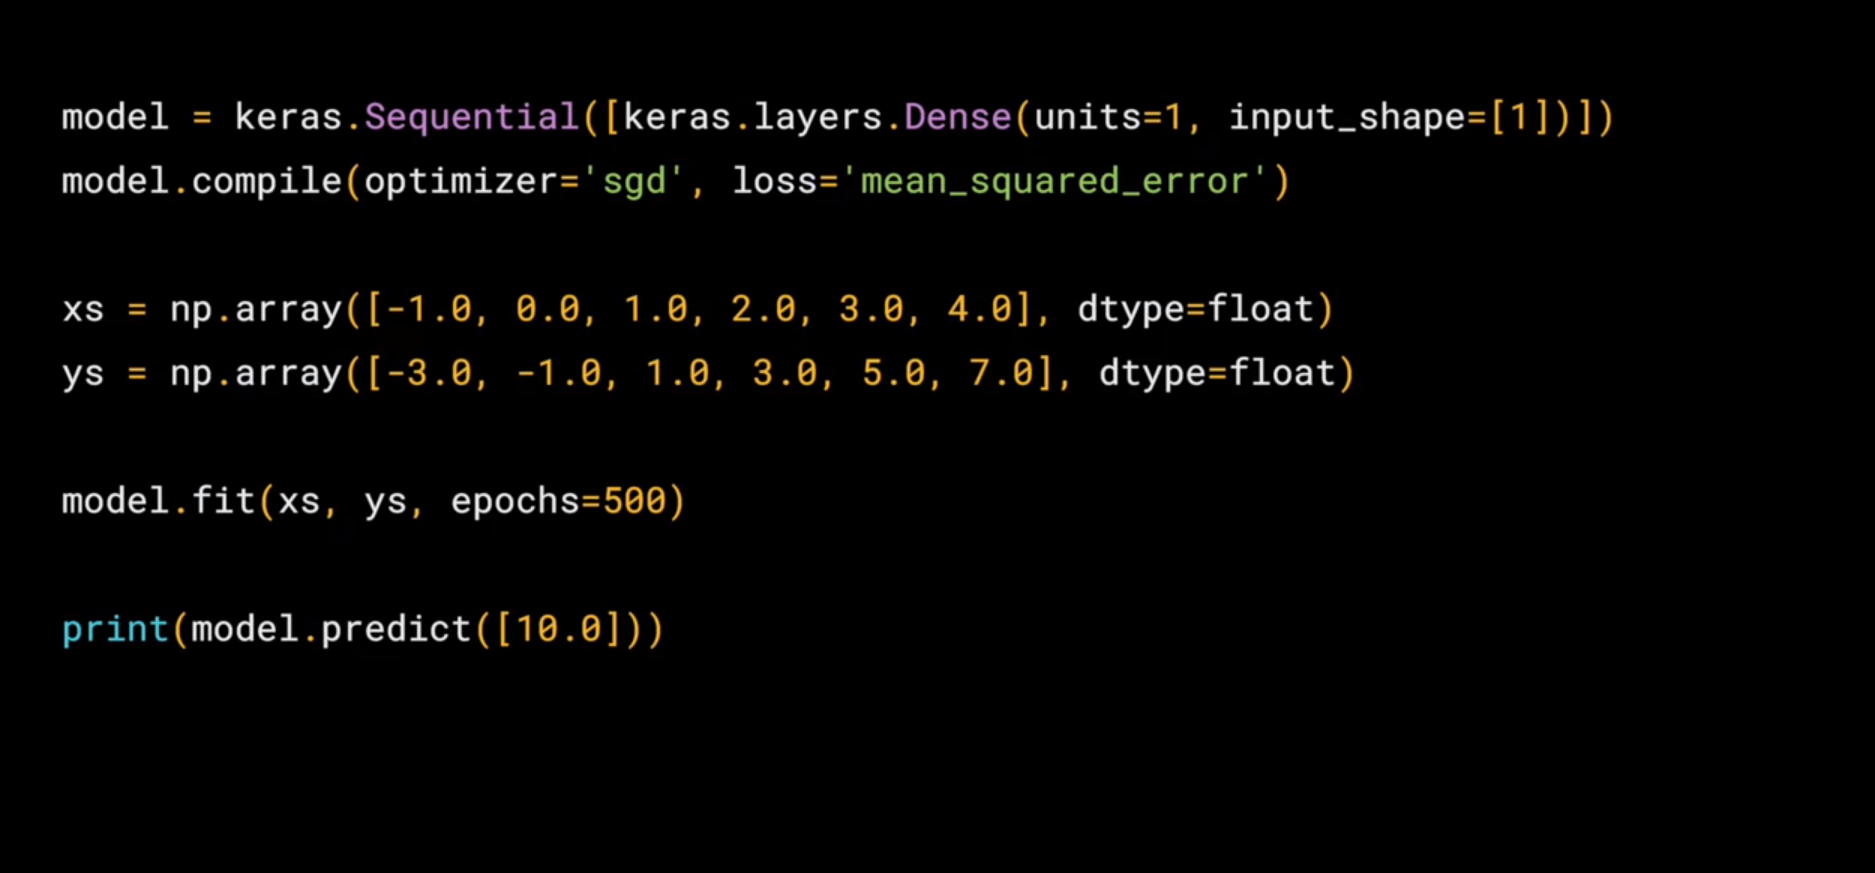 model = keras.Sequential([keras.layers.Dense(units=1, input_shape=[1])])
model.compile(optimizer='sgd', loss='mean_squared_error')
xs = np.array([-1.0, 0.0, 1.0, 2.0, 3.0, 4.0], dtype=float)
ys = np.array([-3.0, -1.0, 1.0, 3.0, 5.0, 7.0], dtype=float)
model.fit(xs, ys, epochs=500)
print(model.predict([10.0]))